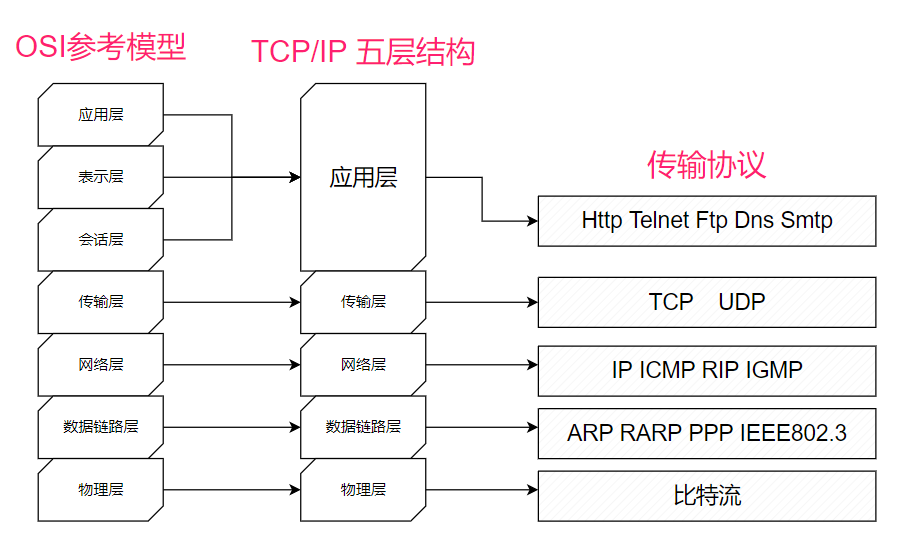 OSI参考模型
TCP/IP 五层结构
传输协议
应用层
表示层
会话层
传输层
网络层
数据链路层
物理层
应用层
传输层
网络层
数据链路层
物理层
Http Telnet Ftp Dns Smtp
TCP UDP
IP ICMP RIP IGMP
ARP RARP PPP IEEE802.3
比特流